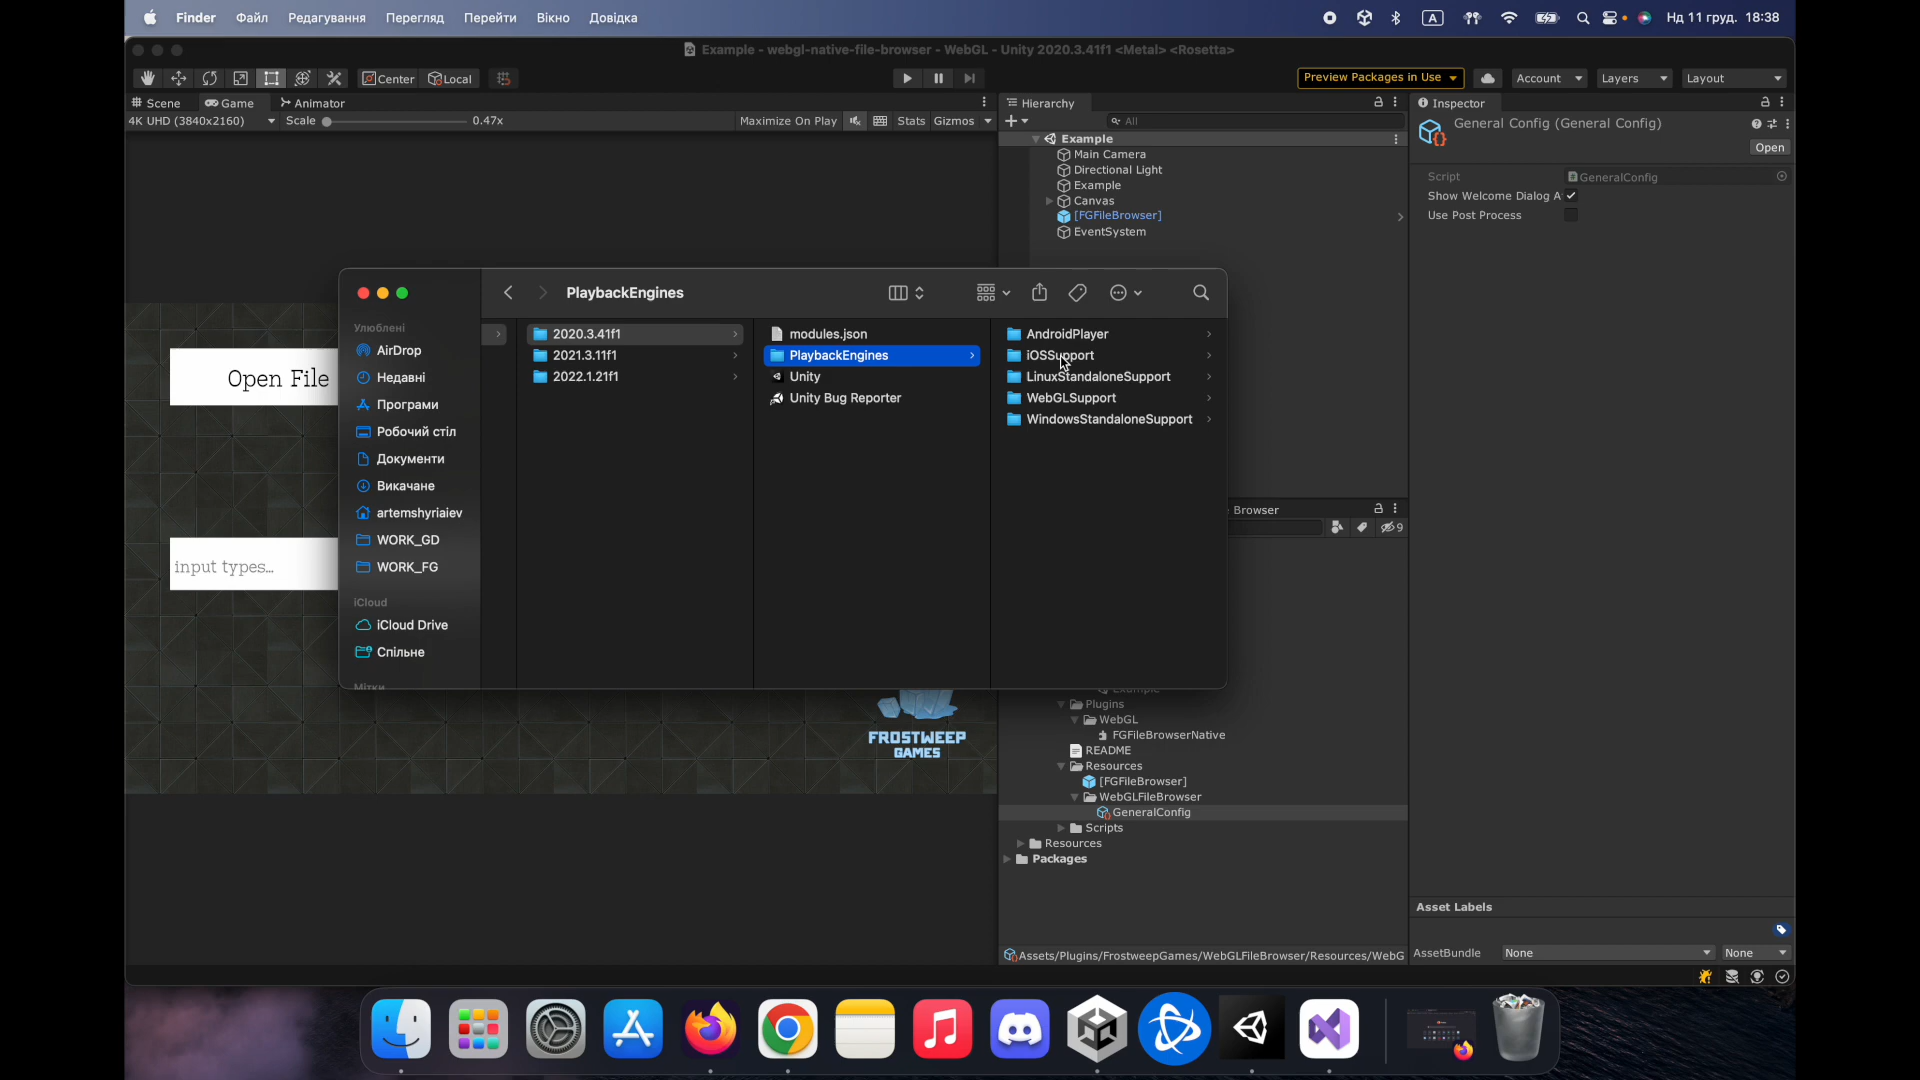 Finder Файл Редагування Перегляд Перейти Вікно Довідка A Нд 11 груд. 18:38
Example - webgl-native-file-browser - WebGL - Unity 2020.3.41f1 <Metal> <Rosetta>
Center Local Preview Packages in Use Account Layers Layout
Scene Game Animator
4K UHD (3840x2160) Scale 0.47x Maximize On Play Stats Gizmos
Hierarchy
All
Example
Main Camera
Directional Light
Example
Canvas
[FGFileBrowser]
EventSystem
Inspector
General Config (General Config)
Open
Script GeneralConfig
Show Welcome Dialog A
Use Post Process
PlaybackEngines
Улюблені
AirDrop
Недавні
Програми
Робочий стіл
Документи
Викачане
artemshyriaiev
WORK_GD
WORK_FG
iCloud
iCloud Drive
Спільне
Мітки
2020.3.41f1
2021.3.11f1
2022.1.21f1
modules.json
PlaybackEngines
Unity
Unity Bug Reporter
AndroidPlayer
iOSSupport
LinuxStandaloneSupport
WebGLSupport
WindowsStandaloneSupport
Open File
input types...
FROSTWEEP
GAMES
Browser
9
Example
Plugins
WebGL
FGFileBrowserNative
README
Resources
[FGFileBrowser]
WebGLFileBrowser
GeneralConfig
Scripts
Resources
Packages
Assets/Plugins/FrostweepGames/WebGLFileBrowser/Resources/WebG
Asset Labels
AssetBundle None None